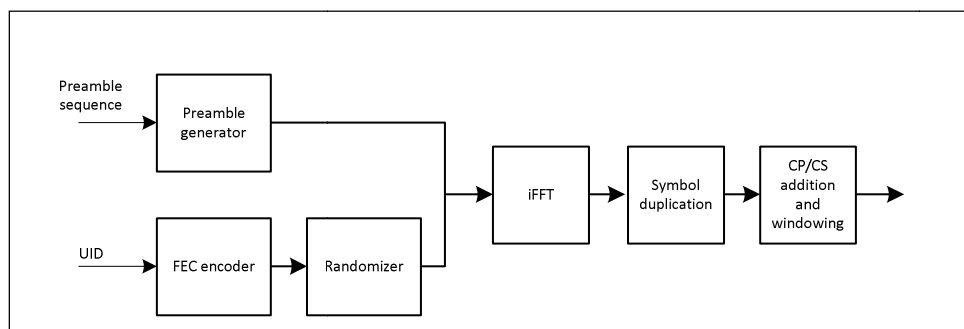 Preamble
sequence
Preamble
generator
iFFT
Symbol
duplication
CP/CS
addition
and
windowing
UID
FEC encoder
Randomizer